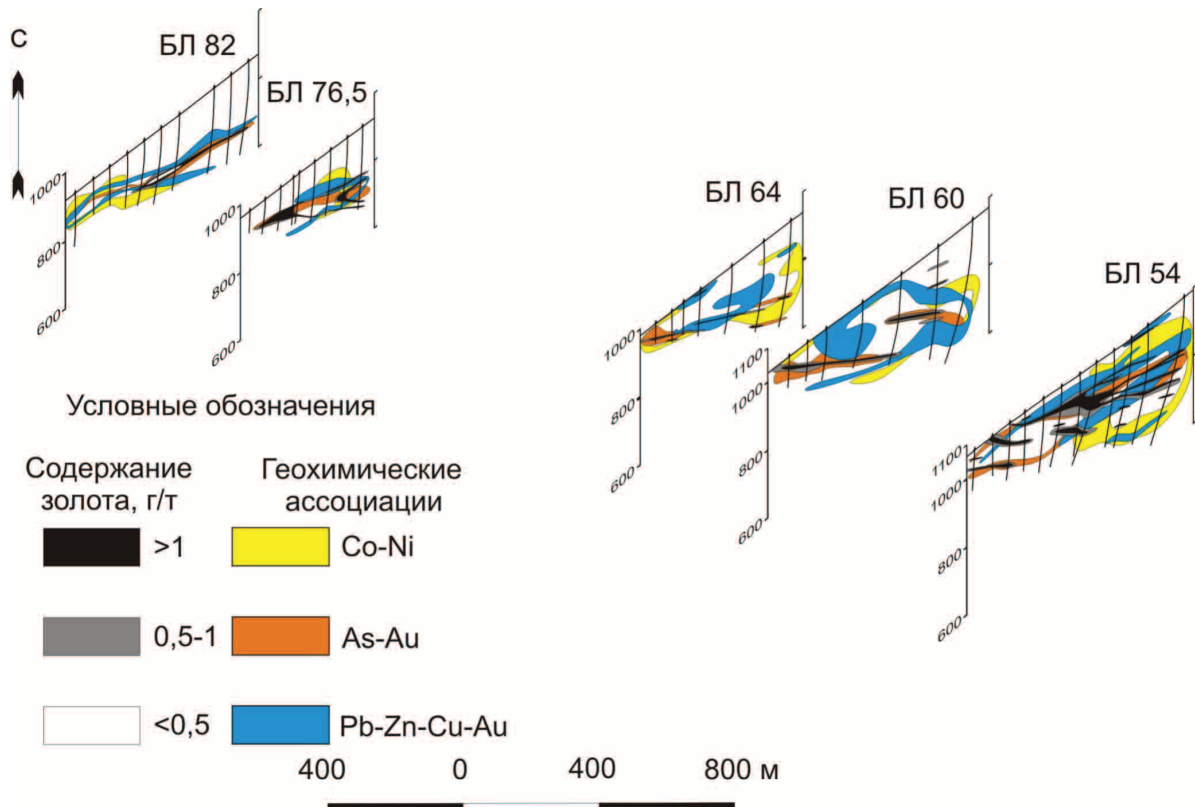 С
БЛ 82
БЛ 76,5
1000
800
600
1000
800
600
БЛ 64
БЛ 60
БЛ 54
1000
800
600
1100
1000
800
600
1100
1000
800
600
Условные обозначения
Содержание золота, г/т
Геохимические ассоциации
>1
Co-Ni
0,5-1
As-Au
<0,5
Pb-Zn-Cu-Au
400 0 400 800 м